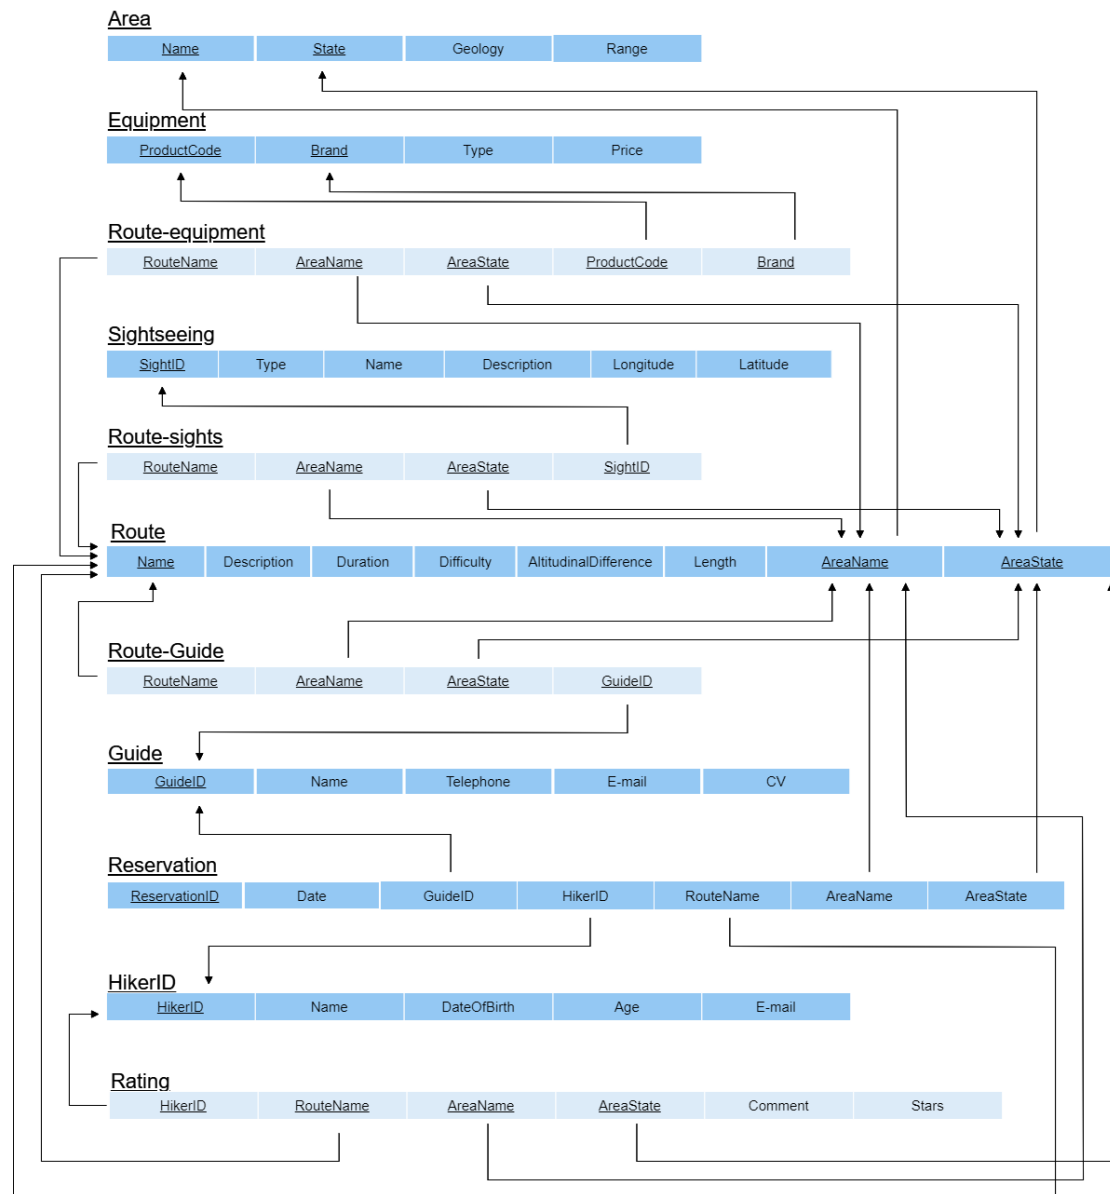 Area
Name State Geology Range
Equipment
ProductCode Brand Type Price
Route-equipment
RouteName AreaName AreaState ProductCode Brand
Sightseeing
SightID Type Name Description Longitude Latitude
Route-sights
RouteName AreaName AreaState SightID
Route
Name Description Duration Difficulty AltitudinalDifference Length AreaName AreaState
Route-Guide
RouteName AreaName AreaState GuideID
Guide
GuideID Name Telephone E-mail CV
Reservation
ReservationID Date GuideID HikerID RouteName AreaName AreaState
HikerID
HikerID Name DateOfBirth Age E-mail
Rating
HikerID RouteName AreaName AreaState Comment Stars